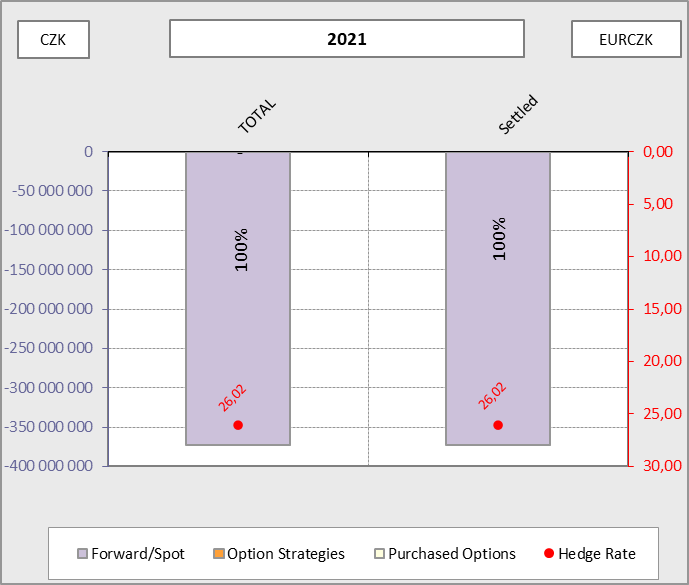 CZK
2021
EURCZK
TOTAL
Settled
0
-50 000 000
-100 000 000
-150 000 000
-200 000 000
-250 000 000
-300 000 000
-350 000 000
-400 000 000
100%
26,02
-
100%
26,02
0,00
5,00
10,00
15,00
20,00
25,00
30,00
Forward/Spot
Option Strategies
Purchased Options
Hedge Rate